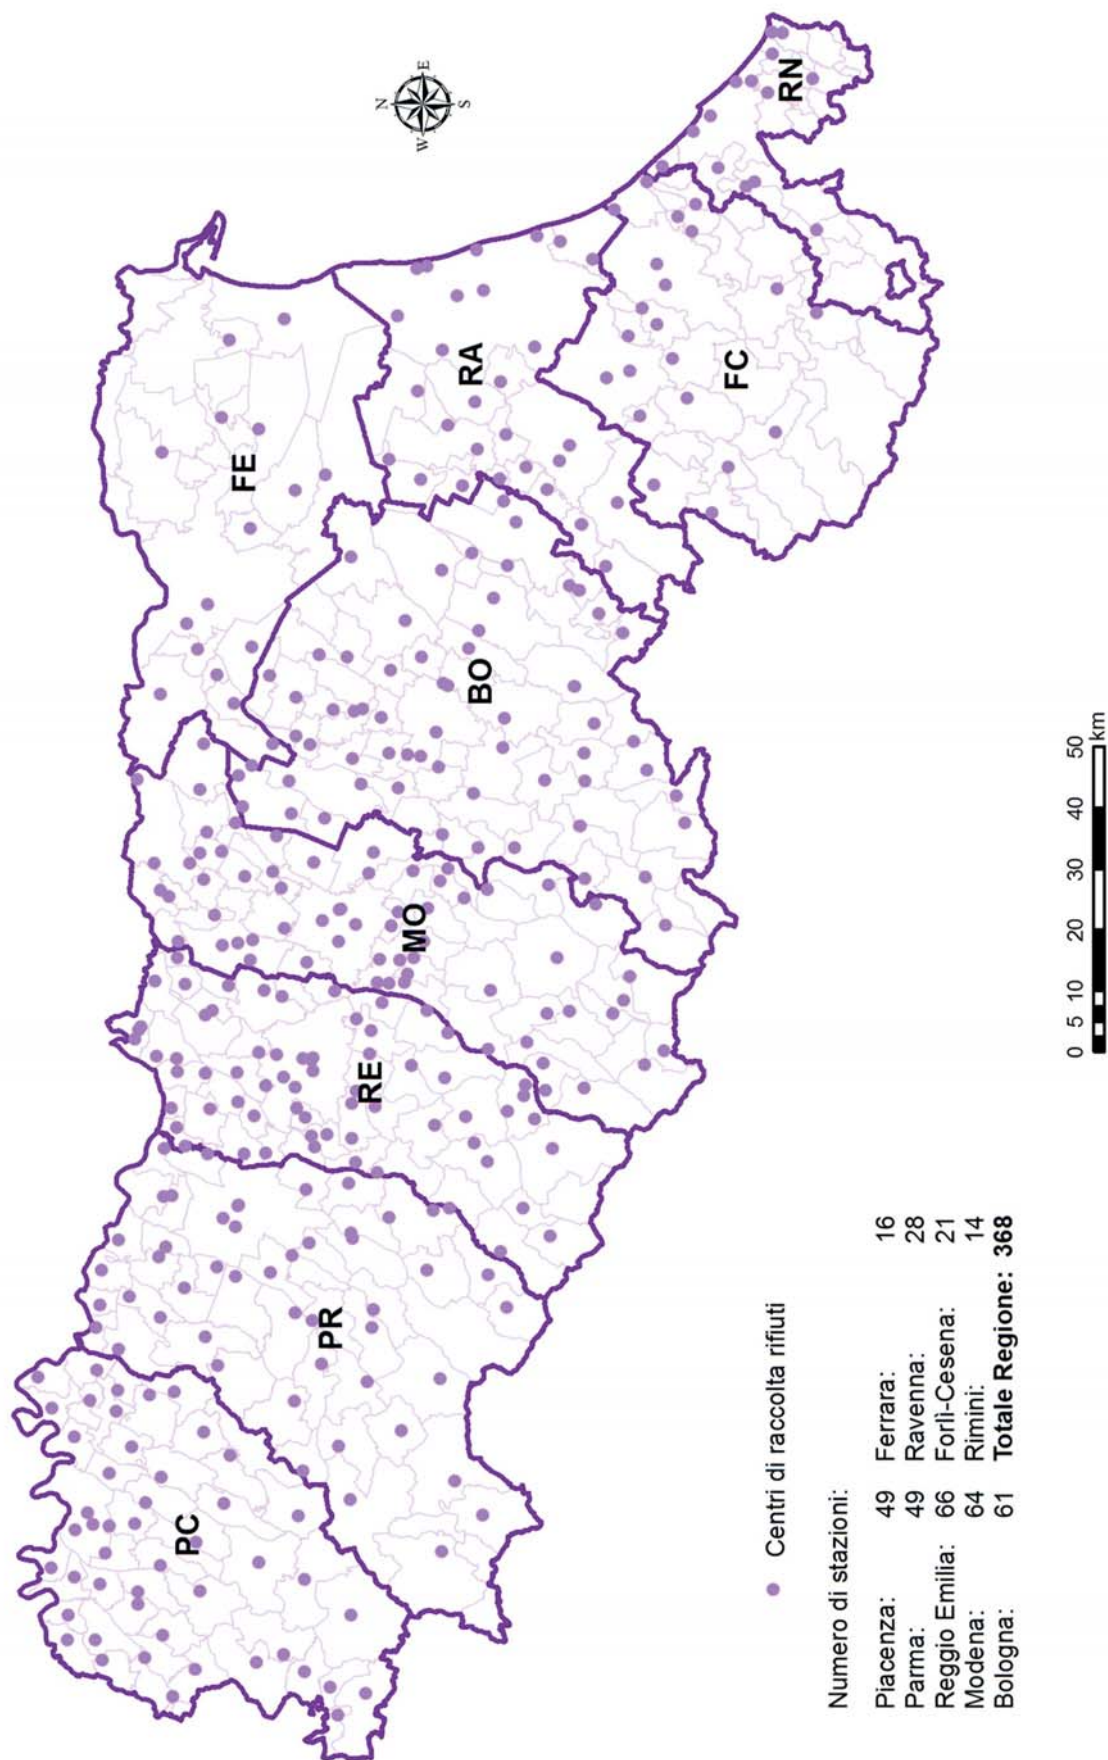 N
W E
S
PC
PR
RE
MO
BO
FE
RA
FC
RN
Centri di raccolta rifiuti
Numero di stazioni:
Piacenza: 49 Ferrara: 16
Parma: 49 Ravenna: 28
Reggio Emilia: 66 Forlì-Cesena: 21
Modena: 64 Rimini: 14
Bologna: 61 Totale Regione: 368
0 5 10 20 30 40 50
km